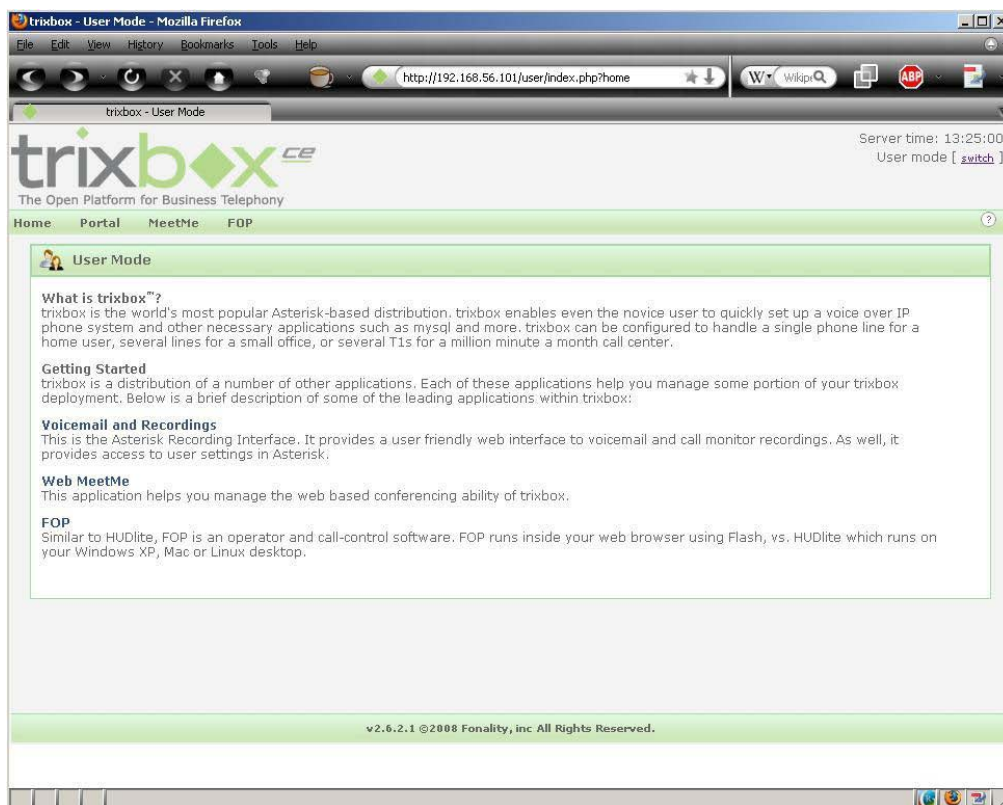 trixbox - User Mode - Mozilla Firefox
File Edit View History Bookmarks Tools Help
http://192.168.56.101/user/index.php?home
W
ABP
trixbox - User Mode
trixbox ce
The Open Platform for Business Telephony
Server time: 13:25:00
User mode [ switch ]
Home Portal MeetMe FOP
?
User Mode
What is trixbox™?
trixbox is the world's most popular Asterisk-based distribution. trixbox enables even the novice user to quickly set up a voice over IP
phone system and other necessary applications such as mysql and more. trixbox can be configured to handle a single phone line for a
home user, several lines for a small office, or several T1s for a million minute a month call center.
Getting Started
trixbox is a distribution of a number of other applications. Each of these applications help you manage some portion of your trixbox
deployment. Below is a brief description of some of the leading applications within trixbox:
Voicemail and Recordings
This is the Asterisk Recording Interface. It provides a user friendly web interface to voicemail and call monitor recordings. As well, it
provides access to user settings in Asterisk.
Web MeetMe
This application helps you manage the web based conferencing ability of trixbox.
FOP
Similar to HUDlite, FOP is an operator and call-control software. FOP runs inside your web browser using Flash, vs. HUDlite which runs on
your Windows XP, Mac or Linux desktop.
v2.6.2.1 ©2008 Fonality, inc All Rights Reserved.